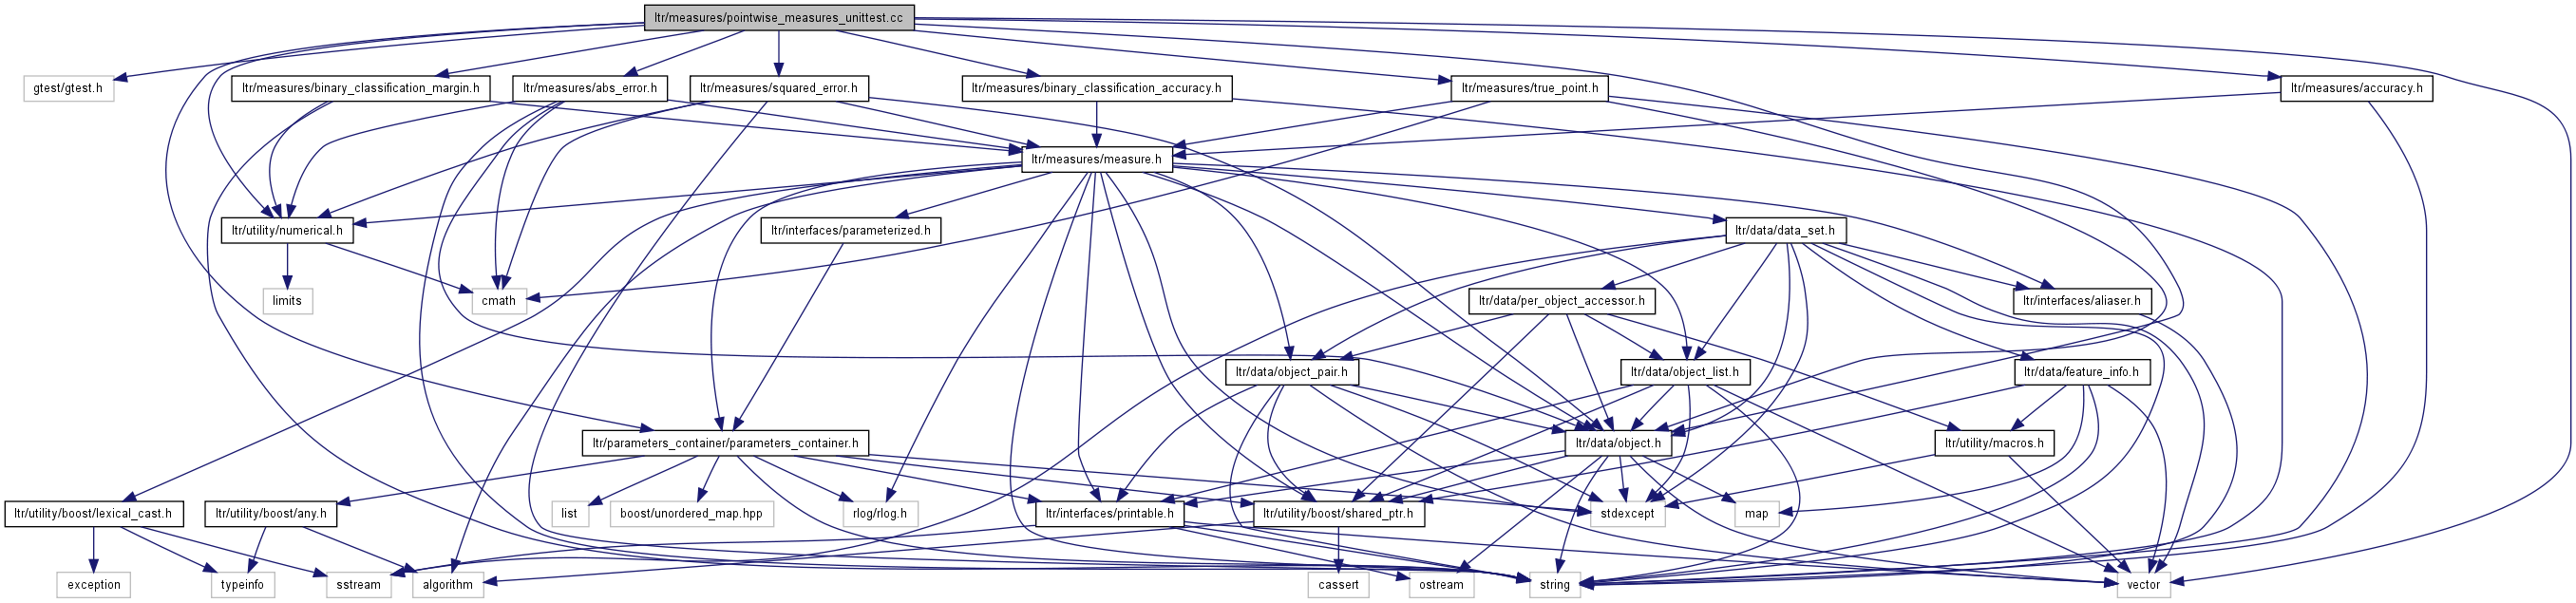 ltr/measures/pointwise_measures_unittest.cc
gtest/gtest.h
ltr/measures/binary_classification_margin.h
ltr/measures/abs_error.h
ltr/measures/squared_error.h
ltr/measures/binary_classification_accuracy.h
ltr/measures/true_point.h
ltr/measures/accuracy.h
ltr/measures/measure.h
ltr/utility/numerical.h
ltr/interfaces/parameterized.h
ltr/data/data_set.h
limits
cmath
ltr/data/per_object_accessor.h
ltr/interfaces/aliaser.h
ltr/data/object_pair.h
ltr/data/object_list.h
ltr/data/feature_info.h
ltr/parameters_container/parameters_container.h
ltr/data/object.h
ltr/utility/macros.h
ltr/utility/boost/lexical_cast.h
ltr/utility/boost/any.h
list
boost/unordered_map.hpp
rlog/rlog.h
ltr/interfaces/printable.h
ltr/utility/boost/shared_ptr.h
stdexcept
map
exception
typeinfo
sstream
algorithm
cassert
ostream
string
vector